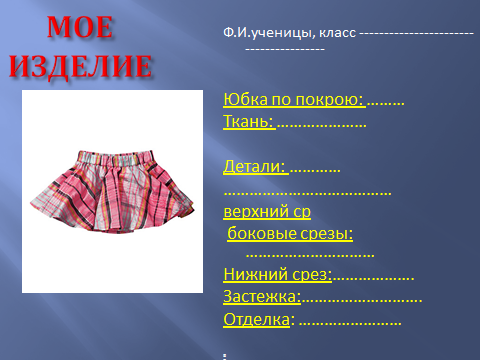 МОЕ
ИЗДЕЛИЕ
Ф.И.ученицы, класс -----------------------
----------------
Юбка по покрою: ………
Ткань: …………………
Детали: …………
…………………………………
верхний ср
боковые срезы:
…………………………
Нижний срез:……………….
Застежка:……………………….
Отделка: ……………………
: